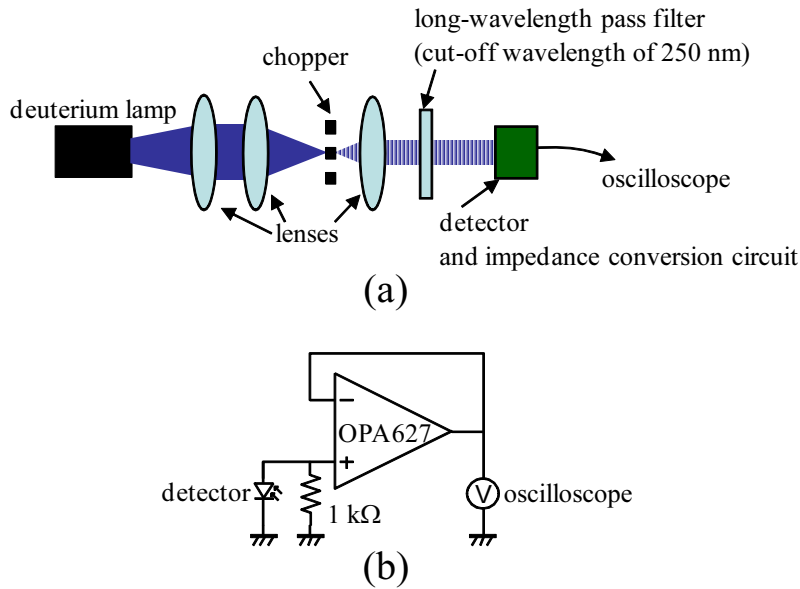 long-wavelength pass filter
(cut-off wavelength of 250 nm)
chopper
deuterium lamp
oscilloscope
lenses
detector
and impedance conversion circuit
(a)
−
OPA627
+
detector
1 kΩ
V
oscilloscope
(b)